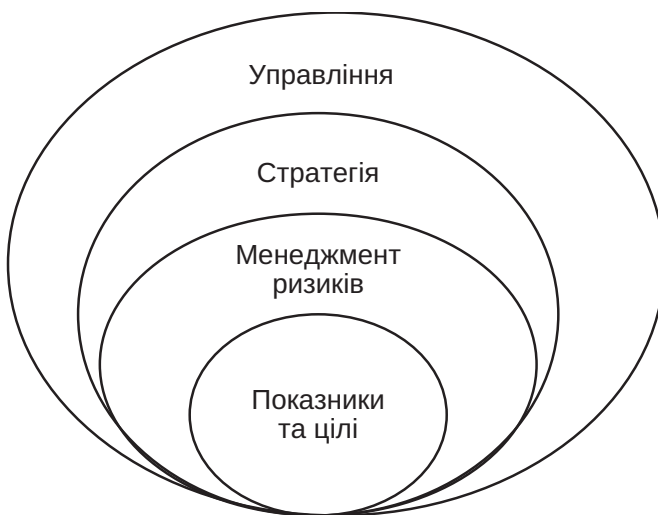 Управління
Стратегія
Менеджмент
ризиків
Показники
та цілі